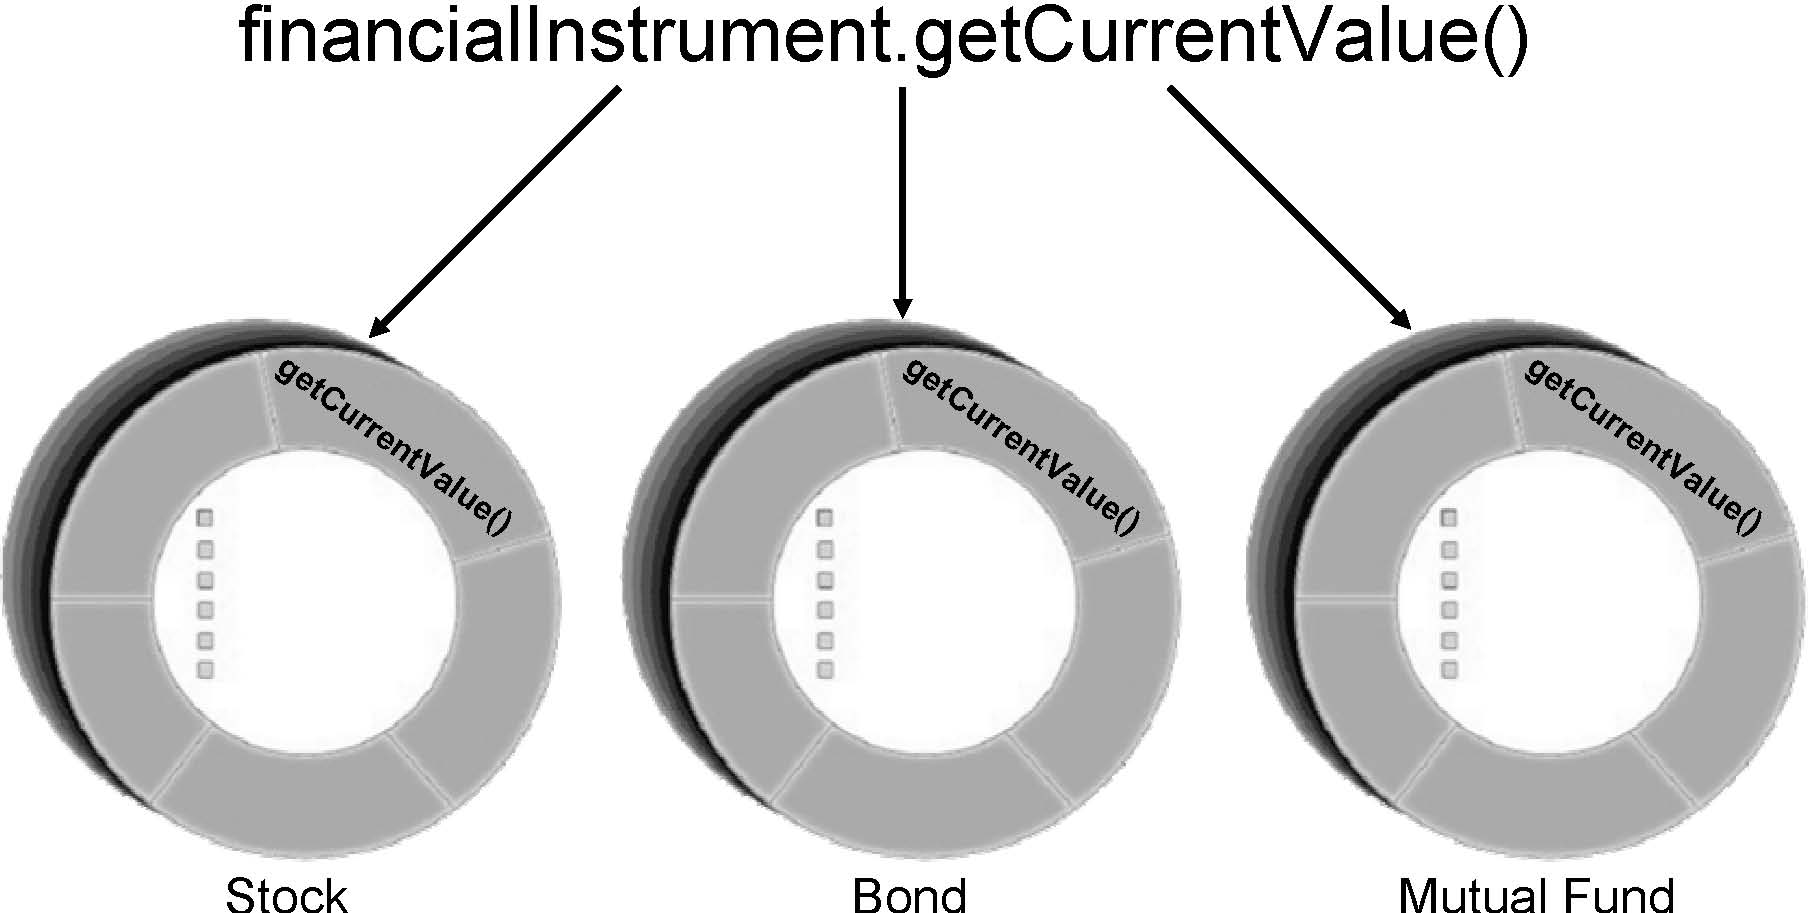 financialInstrument.getCurrentValue()
getCurrentValue()
getCurrentValue()
getCurrentValue()
Stock
Bond
Mutual Fund